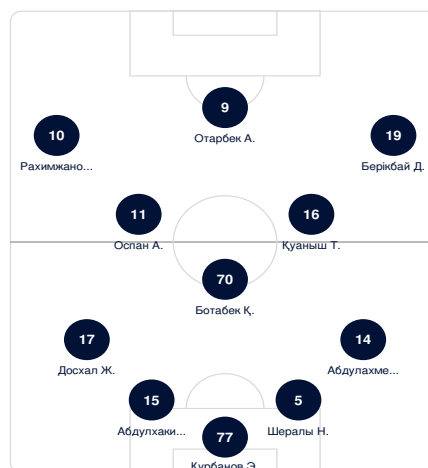 9
Отарбек А.
10
Рахимжано...
19
Берікбай Д.
11
Оспан А.
16
Қуаныш Т.
70
Ботабек Қ.
17
Досхал Ж.
14
Абдулахме...
15
Абдулхаки...
5
Шералы Н.
77
Курбанов Э.